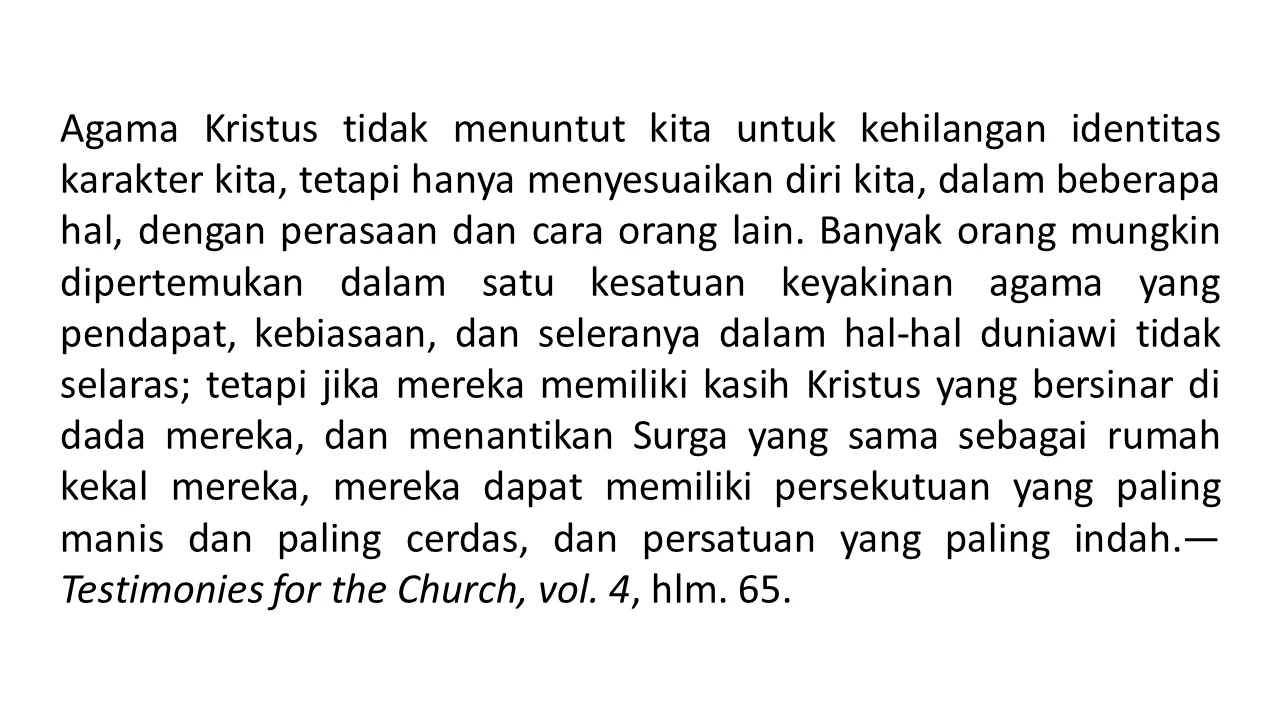 Agama Kristus tidak menuntut kita untuk kehilangan identitas
karakter kita, tetapi hanya menyesuaikan diri kita, dalam beberapa
hal, dengan perasaan dan cara orang lain. Banyak orang mungkin
dipertemukan dalam satu kesatuan keyakinan agama yang
pendapat, kebiasaan, dan seleranya dalam hal-hal duniawi tidak
selaras; tetapi jika mereka memiliki kasih Kristus yang bersinar di
dada mereka, dan menantikan Surga yang sama sebagai rumah
kekal mereka, mereka dapat memiliki persekutuan yang paling
manis dan paling cerdas, dan persatuan yang paling indah.—
Testimonies for the Church, vol. 4, hlm. 65.